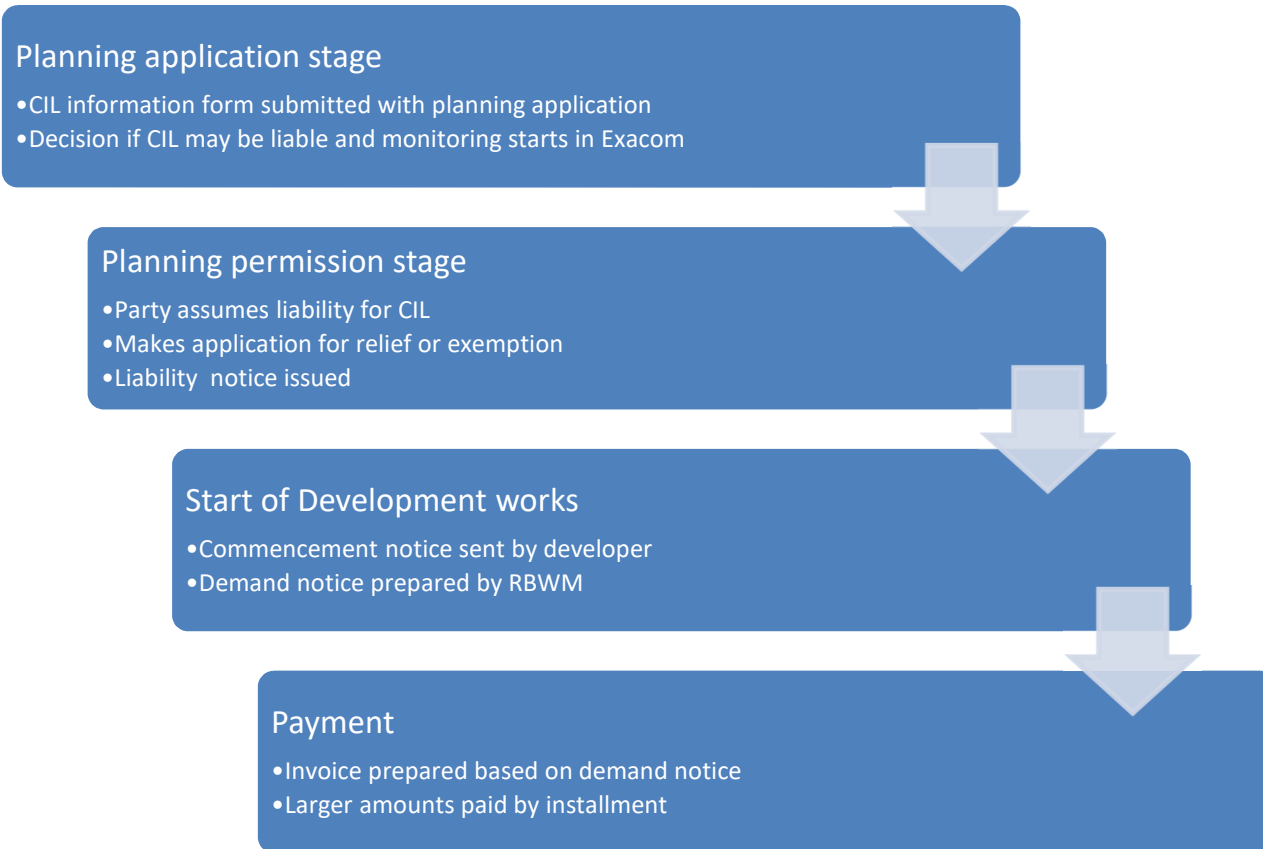 Planning application stage
•CIL information form submitted with planning application
•Decision if CIL may be liable and monitoring starts in Exacom
Planning permission stage
•Party assumes liability for CIL
•Makes application for relief or exemption
•Liability  notice issued
Start of Development works
•Commencement notice sent by developer
•Demand notice prepared by RBWM
Payment
•Invoice prepared based on demand notice
•Larger amounts paid by installment